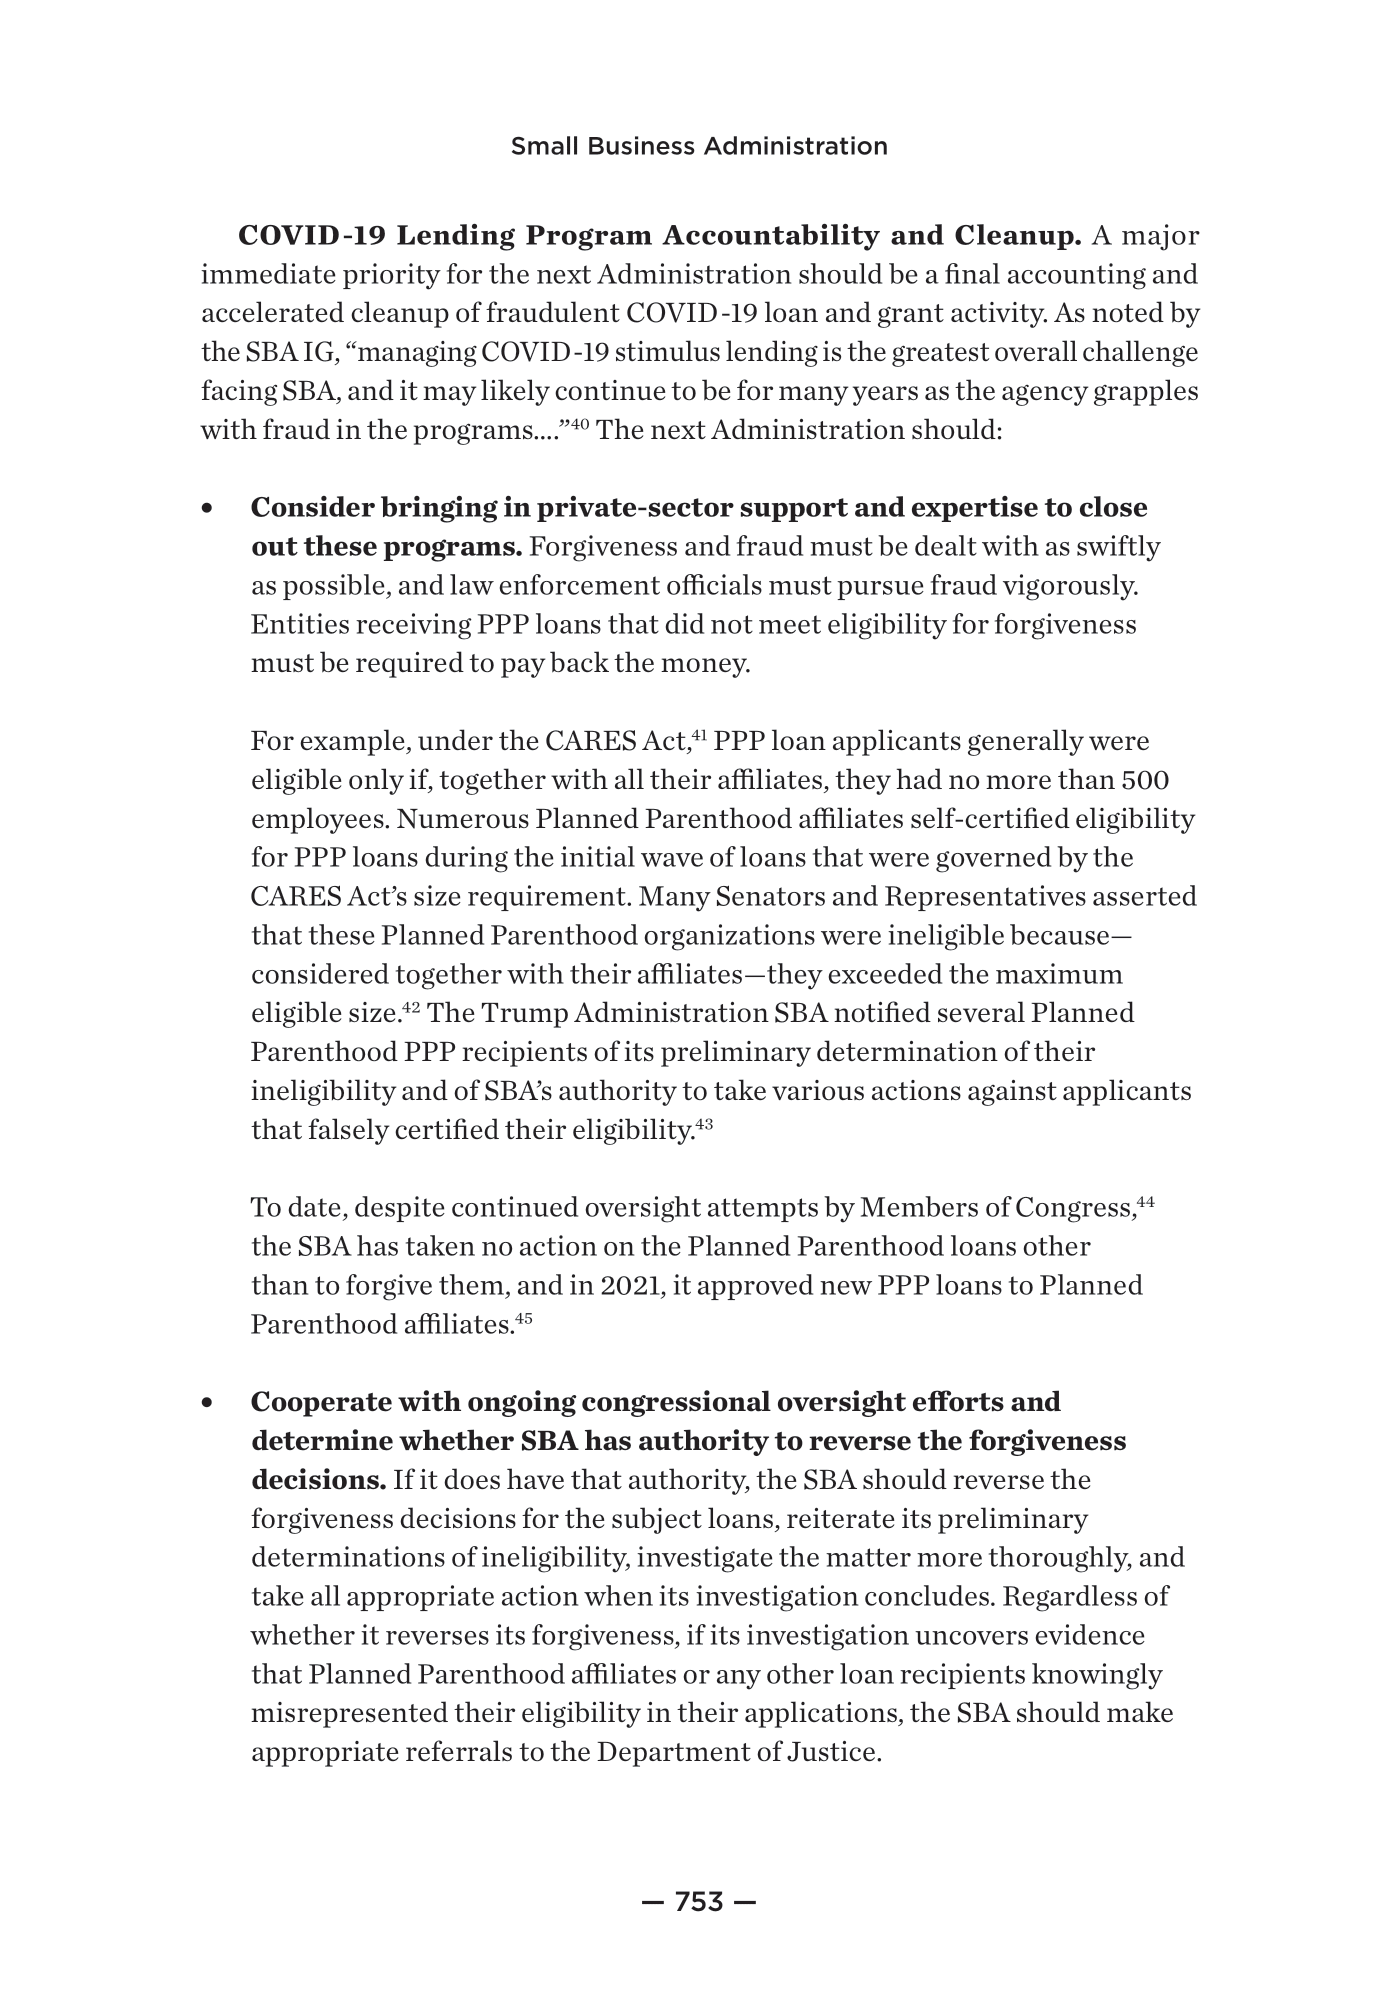 Small Business Administration
COVID-19 Lending Program Accountability and Cleanup. A major
immediate priority for the next Administration should be a final accounting and
accelerated cleanup of fraudulent COVID-19 loan and grant activity. As noted by
the SBA IG, “managing COVID-19 stimulus lending is the greatest overall challenge
facing SBA, and it may likely continue to be for many years as the agency grapples
with fraud in the programs....”40 The next Administration should:
• Consider bringing in private-sector support and expertise to close
out these programs. Forgiveness and fraud must be dealt with as swiftly
as possible, and law enforcement officials must pursue fraud vigorously.
Entities receiving PPP loans that did not meet eligibility for forgiveness
must be required to pay back the money.
For example, under the CARES Act,41 PPP loan applicants generally were
eligible only if, together with all their affiliates, they had no more than 500
employees. Numerous Planned Parenthood affiliates self-certified eligibility
for PPP loans during the initial wave of loans that were governed by the
CARES Act’s size requirement. Many Senators and Representatives asserted
that these Planned Parenthood organizations were ineligible because—
considered together with their affiliates—they exceeded the maximum
eligible size.42 The Trump Administration SBA notified several Planned
Parenthood PPP recipients of its preliminary determination of their
ineligibility and of SBA’s authority to take various actions against applicants
that falsely certified their eligibility.43
To date, despite continued oversight attempts by Members of Congress,44
the SBA has taken no action on the Planned Parenthood loans other
than to forgive them, and in 2021, it approved new PPP loans to Planned
Parenthood affiliates.45
• Cooperate with ongoing congressional oversight efforts and
determine whether SBA has authority to reverse the forgiveness
decisions. If it does have that authority, the SBA should reverse the
forgiveness decisions for the subject loans, reiterate its preliminary
determinations of ineligibility, investigate the matter more thoroughly, and
take all appropriate action when its investigation concludes. Regardless of
whether it reverses its forgiveness, if its investigation uncovers evidence
that Planned Parenthood affiliates or any other loan recipients knowingly
misrepresented their eligibility in their applications, the SBA should make
appropriate referrals to the Department of Justice.
— 753 —